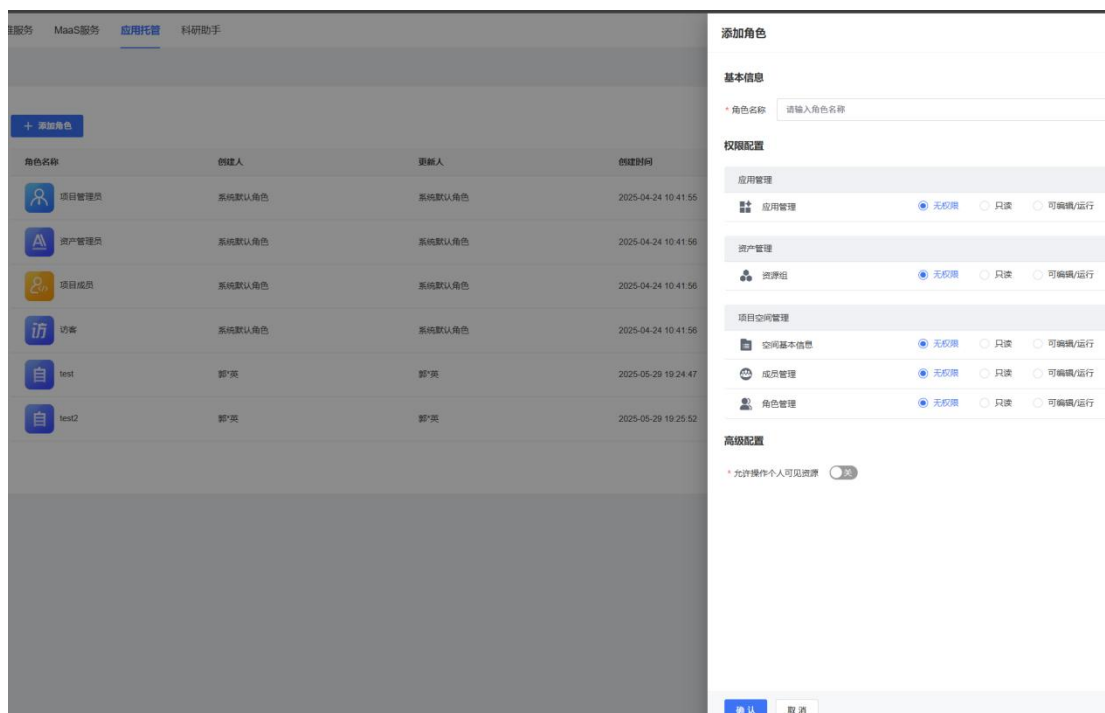 服务 MaaS服务 应用托管 科研助手
+ 添加角色
角色名称 创建人 更新人 创建时间
项目管理员 系统默认角色 系统默认角色 2025-04-24 10:41:55
资产管理员 系统默认角色 系统默认角色 2025-04-24 10:41:56
项目成员 系统默认角色 系统默认角色 2025-04-24 10:41:56
访 访客 系统默认角色 系统默认角色 2025-04-24 10:41:56
自 test 郭*英 郭*英 2025-05-29 19:24:47
自 test2 郭*英 郭*英 2025-05-29 19:25:52
添加角色
基本信息
* 角色名称 请输入角色名称
权限配置
应用管理
应用管理 无权限 只读 可编辑/运行
资产管理
资源组 无权限 只读 可编辑/运行
项目空间管理
空间基本信息 无权限 只读 可编辑/运行
成员管理 无权限 只读 可编辑/运行
角色管理 无权限 只读 可编辑/运行
高级配置
* 允许操作个人可见资源 关
确认 取消